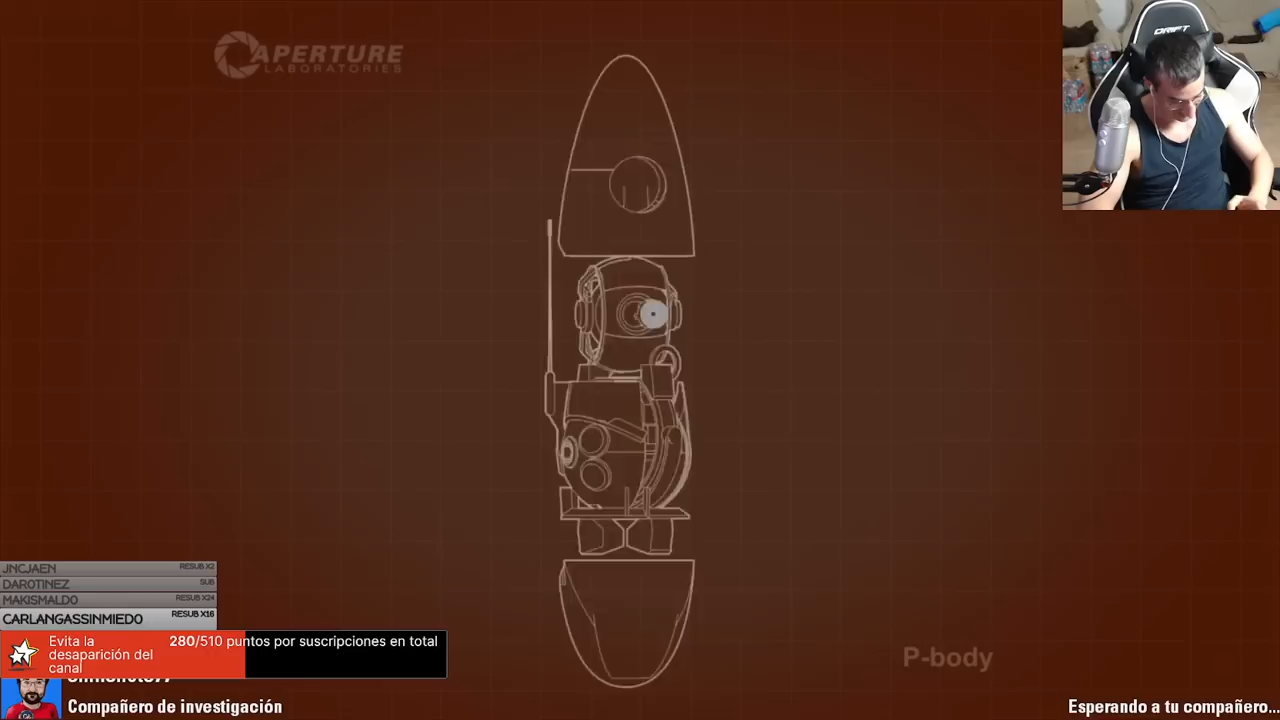 APERTURE
LABORATORIES
DRIFT
P-body
JNCJAEN RESUB X2
DAROTINEZ SUB
MAKISMALDO RESUB X24
CARLANGASSINMIEDO RESUB X16
Evita la desaparición del canal
280/510 puntos por suscripciones en total
Compañero de investigación
Esperando a tu compañero...